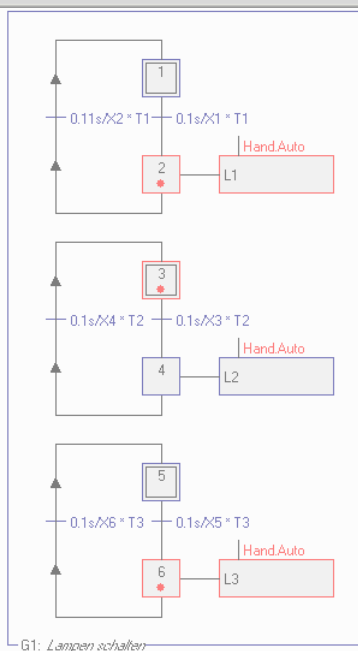 1
0.11s/X2 * T1 0.1s/X1 * T1
Hand.Auto
2 L1
3
0.1s/X4 * T2 0.1s/X3 * T2
Hand.Auto
4 L2
5
0.1s/X6 * T3 0.1s/X5 * T3
Hand.Auto
6 L3
G1: Lampen schalten